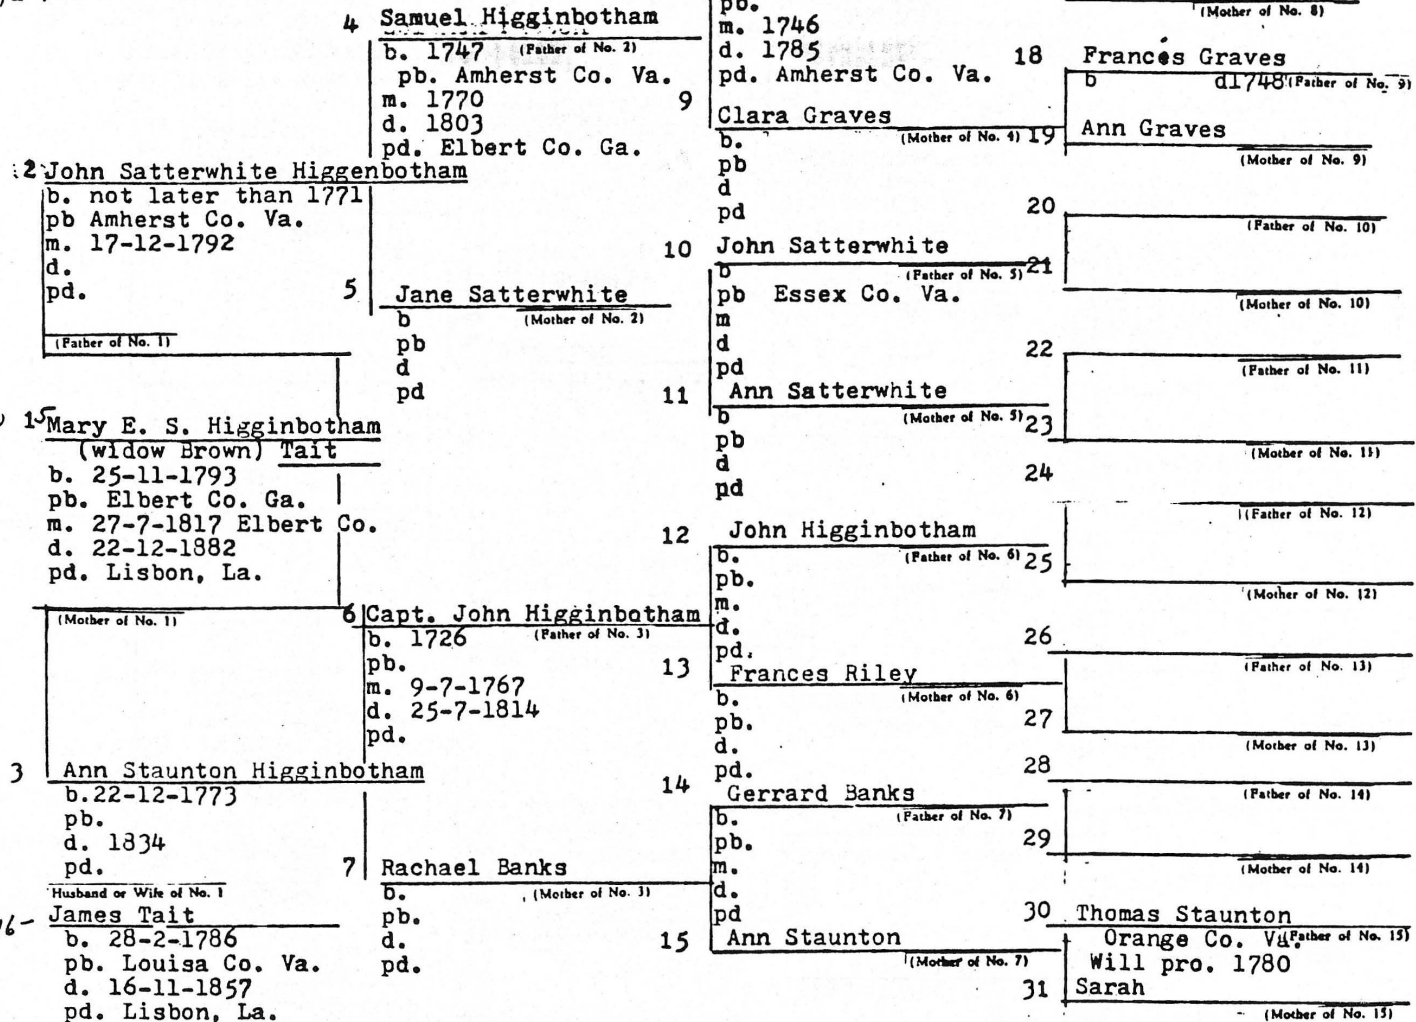 4 Samuel Higginbotham
b. 1747 (Father of No. 2)
pb. Amherst Co. Va.
m. 1770
d. 1803
pd. Elbert Co. Ga.
2 John Satterwhite Higgenbotham
b. not later than 1771
pb Amherst Co. Va.
m. 17-12-1792
d.
pd.
(Father of No. 1)
5 Jane Satterwhite
b (Mother of No. 2)
pb
d
pd
Mary E. S. Higginbotham
(widow Brown) Tait
b. 25-11-1793
pb. Elbert Co. Ga.
m. 27-7-1817 Elbert Co.
d. 22-12-1882
pd. Lisbon, La.
(Mother of No. 1)
6 Capt. John Higginbotham
b. 1726 (Father of No. 3)
pb.
m. 9-7-1767
d. 25-7-1814
pd.
3 Ann Staunton Higginbotham
b.22-12-1773
pb.
d. 1834
pd.
Husband or Wife of No. 1
James Tait
b. 28-2-1786
pb. Louisa Co. Va.
d. 16-11-1857
pd. Lisbon, La.
7 Rachael Banks
b. (Mother of No. 3)
pb.
d.
pd.
pb.
m. 1746
d. 1785
pd. Amherst Co. Va.
9 Clara Graves
b. (Mother of No. 4)
pb
d
pd
10 John Satterwhite
b (Father of No. 5)
pb Essex Co. Va.
m
d
pd
11 Ann Satterwhite
b (Mother of No. 5)
pb
d
pd
12 John Higginbotham
b. (Father of No. 6)
pb.
m.
d.
pd.
13 Frances Riley
b. (Mother of No. 6)
pb.
d.
pd.
14 Gerrard Banks
b. (Father of No. 7)
pb.
m.
d.
pd
15 Ann Staunton
(Mother of No. 7)
(Mother of No. 8)
18 Frances Graves
b d1748 (Father of No. 9)
19 Ann Graves
(Mother of No. 9)
20
(Father of No. 10)
21
(Mother of No. 10)
22
(Father of No. 11)
23
(Mother of No. 11)
24
(Father of No. 12)
25
(Mother of No. 12)
26
(Father of No. 13)
27
(Mother of No. 13)
28
(Father of No. 14)
29
(Mother of No. 14)
30 Thomas Staunton
Orange Co. Va. (Father of No. 15)
Will pro. 1780
31 Sarah
(Mother of No. 15)